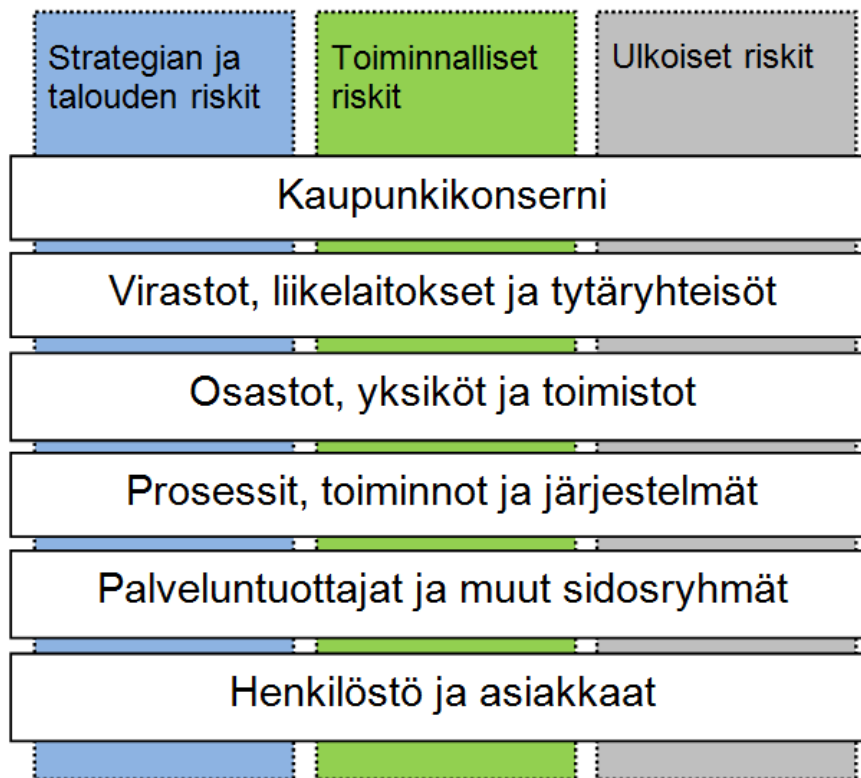 Strategian ja
talouden riskit
Toiminnalliset
riskit
Ulkoiset riskit
Kaupunkikonserni
Virastot, liikelaitokset ja tytäryhteisöt
Osastot, yksiköt ja toimistot
Prosessit, toiminnot ja järjestelmät
Palveluntuottajat ja muut sidosryhmät
Henkilöstö ja asiakkaat